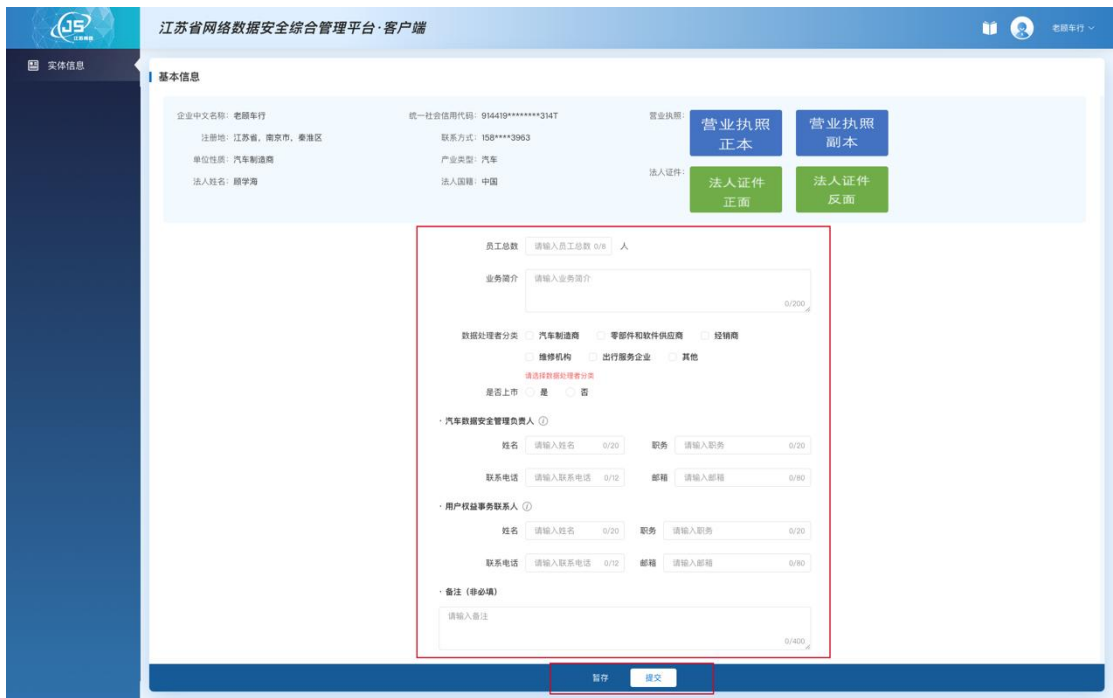 JS 江苏网安 江苏省网络数据安全综合管理平台·客户端 老顾车行
实体信息
基本信息
企业中文名称: 老顾车行 统一社会信用代码: 914419********314T 营业执照: 营业执照正本 营业执照副本
注册地: 江苏省, 南京市, 秦淮区 联系方式: 158****3963
单位性质: 汽车制造商 产业类型: 汽车
法人姓名: 顾学海 法人国籍: 中国 法人证件: 法人证件正面 法人证件反面
员工总数 请输入员工总数 0/8 人
业务简介 请输入业务简介
0/200
数据处理者分类 汽车制造商 零部件和软件供应商 经销商
维修机构 出行服务企业 其他
请选择数据处理者分类
是否上市 是 否
· 汽车数据安全管理负责人
姓名 请输入姓名 0/20 职务 请输入职务 0/20
联系电话 请输入联系电话 0/12 邮箱 请输入邮箱 0/80
· 用户权益事务联系人
姓名 请输入姓名 0/20 职务 请输入职务 0/20
联系电话 请输入联系电话 0/12 邮箱 请输入邮箱 0/80
· 备注（非必填）
请输入备注
0/400
暂存 提交